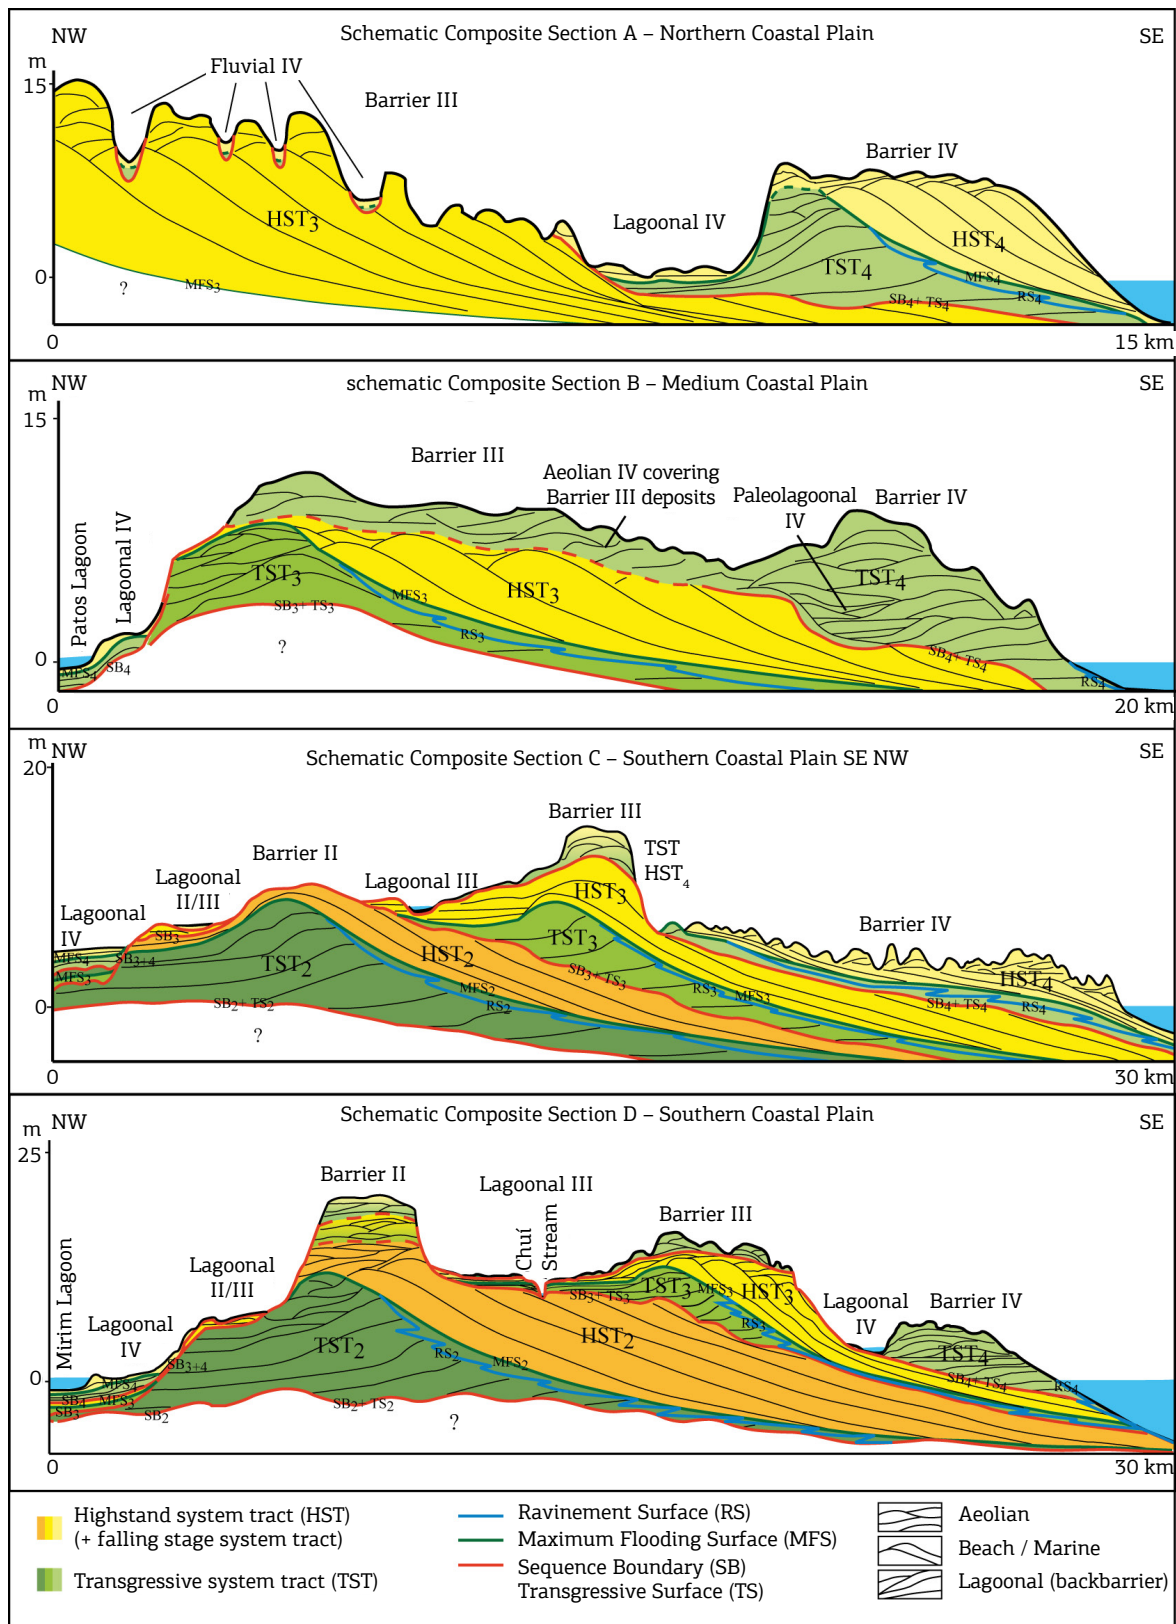 Schematic Composite Section A – Northern Coastal Plain
NW
SE
m
15
Fluvial IV
Barrier III
Barrier IV
Lagoonal IV
HST3
HST4
TST4
MFS4
RS4
SB4+ TS4
MFS3
?
0
0
15 km
schematic Composite Section B – Medium Coastal Plain
NW
SE
m
15
Barrier III
Aeolian IV covering
Barrier III deposits
Paleolagoonal
IV
Barrier IV
Patos Lagoon
Lagoonal IV
TST3
HST3
TST4
MFS3
SB3+ TS3
RS3
?
SB4+ TS4
MFS4
SB4
RS4
0
0
20 km
Schematic Composite Section C – Southern Coastal Plain SE NW
NW
SE
m
20
Barrier III
Barrier II
TST
HST4
Lagoonal
II/III
Lagoonal III
Lagoonal
IV
Barrier IV
HST3
TST3
HST2
TST2
HST4
SB3
SB3+4
MFS4
MFS3
SB3+ TS3
MFS2
RS2
RS3
MFS3
SB4+ TS4
RS4
SB2+ TS2
?
0
0
30 km
Schematic Composite Section D – Southern Coastal Plain
NW
SE
m
25
Barrier II
Lagoonal III
Chuí
Stream
Barrier III
Lagoonal
II/III
Mirim Lagoon
Lagoonal
IV
Lagoonal
IV
Barrier IV
TST3
MFS3
HST3
SB3+ TS3
RS3
HST2
TST2
RS2
MFS2
TST4
SB4+ TS4
RS4
SB3+4
MFS4
SB4
MFS3
SB3
SB2
SB2+ TS2
?
0
0
30 km
Highstand system tract (HST)
(+ falling stage system tract)
Transgressive system tract (TST)
Ravinement Surface (RS)
Maximum Flooding Surface (MFS)
Sequence Boundary (SB)
Transgressive Surface (TS)
Aeolian
Beach / Marine
Lagoonal (backbarrier)